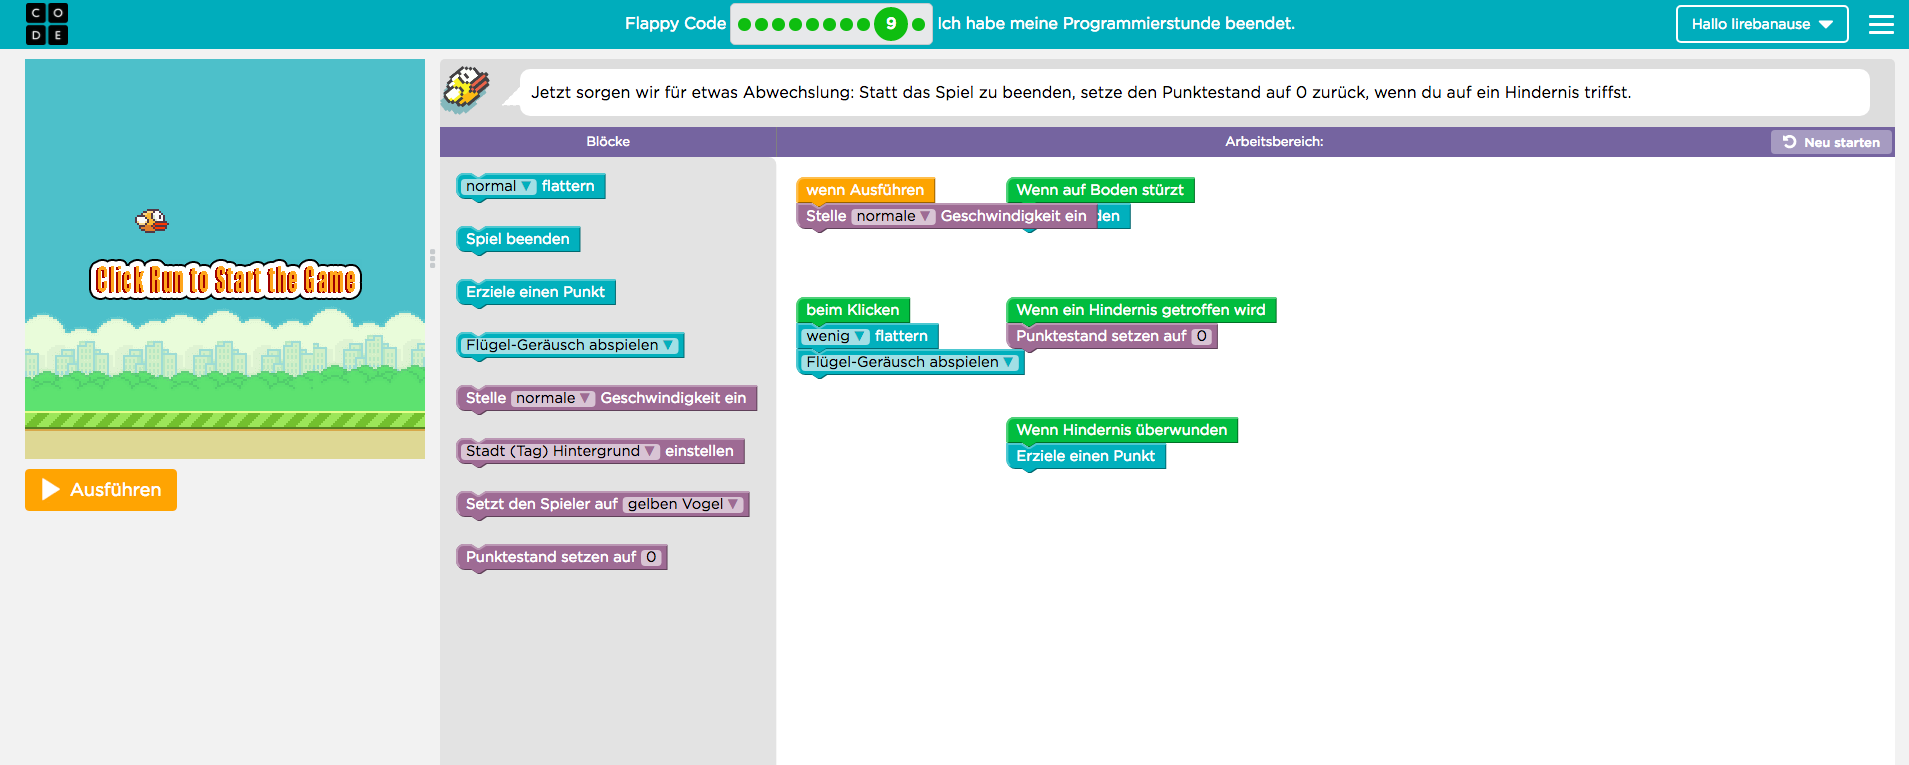 CODE
Flappy Code 9 Ich habe meine Programmierstunde beendet.
Hallo lirebanause
Jetzt sorgen wir für etwas Abwechslung: Statt das Spiel zu beenden, setze den Punktestand auf 0 zurück, wenn du auf ein Hindernis triffst.
Click Run to Start the Game
Ausführen
Blöcke
normal flattern
Spiel beenden
Erziele einen Punkt
Flügel-Geräusch abspielen
Stelle normale Geschwindigkeit ein
Stadt (Tag) Hintergrund einstellen
Setzt den Spieler auf gelben Vogel
Punktestand setzen auf 0
Arbeitsbereich:
Neu starten
wenn Ausführen
Stelle normale Geschwindigkeit ein
Wenn auf Boden stürzt
den
beim Klicken
wenig flattern
Flügel-Geräusch abspielen
Wenn ein Hindernis getroffen wird
Punktestand setzen auf 0
Wenn Hindernis überwunden
Erziele einen Punkt